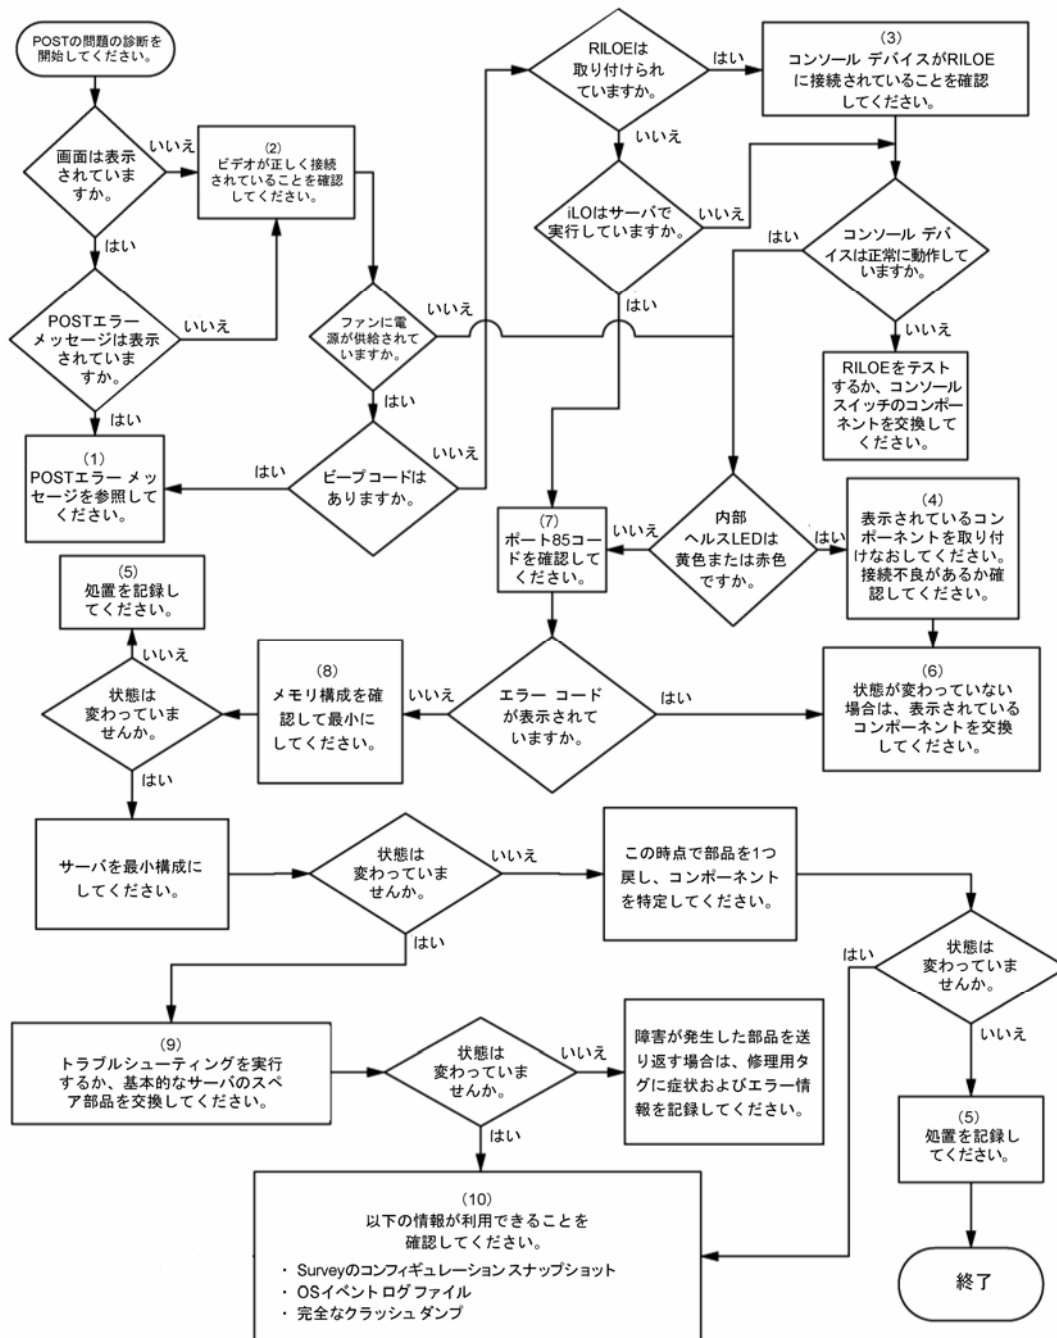 POSTの問題の診断を
開始してください。
画面は表示
されていま
すか。
いいえ
はい
(2)
ビデオが正しく接続
されていることを確認
してください。
POSTエラー
メッセージは表示
されていま
すか。
いいえ
はい
(1)
POSTエラー メッ
セージを参照して
ください。
ファンに電
源が供給されて
いますか。
いいえ
はい
ビープ コードは
ありますか。
はい
いいえ
RILOEは
取り付けられ
ていますか。
はい
いいえ
(3)
コンソール デバイスがRILOE
に接続されていることを確認
してください。
iLOはサーバで
実行していますか。
いいえ
はい
コンソール デバ
イスは正常に動作して
いますか。
はい
いいえ
RILOEをテスト
するか、コンソール
スイッチのコンポー
ネントを交換して
ください。
内部
ヘルスLEDは
黄色または赤色
ですか。
いいえ
はい
(4)
表示されているコン
ポーネントを取り付
けなおしてください。
接続不良があるか確
認してください。
(7)
ポート85コー
ドを確認して
ください。
エラー コード
が表示されて
いますか。
いいえ
はい
(6)
状態が変わっていない
場合は、表示されている
コンポーネントを交換
してください。
(8)
メモリ構成を確
認して最小に
してください。
状態は
変わっていま
せんか。
いいえ
はい
(5)
処置を記録し
てください。
サーバを最小構成に
してください。
状態は
変わっていま
せんか。
いいえ
はい
この時点で部品を1つ
戻し、コンポーネント
を特定してください。
状態は
変わっていま
せんか。
はい
いいえ
(9)
トラブルシューティングを実行
するか、基本的なサーバのスペ
ア部品を交換してください。
状態は
変わっていま
せんか。
いいえ
はい
障害が発生した部品を送
り返す場合は、修理用タ
グに症状およびエラー情
報を記録してください。
(5)
処置を記録し
てください。
(10)
以下の情報が利用できることを
確認してください。
・ Surveyのコンフィギュレーション スナップショット
・ OSイベント ログ ファイル
・ 完全なクラッシュ ダンプ
終了